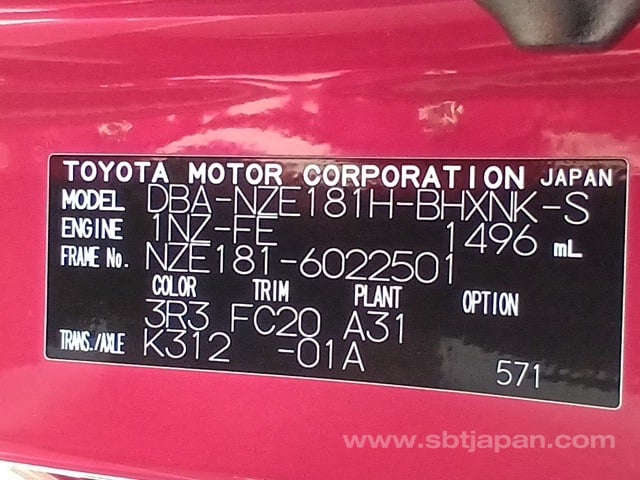 TOYOTA MOTOR CORPORATION JAPAN
MODEL DBA-NZE181H-BHXNK-S
ENGINE 1NZ-FE 1496 mL
FRAME No. NZE181-6022501
COLOR TRIM PLANT OPTION
3R3 FC20 A31
TRANS./AXLE K312 -01A
571
www.sbtjapan.com